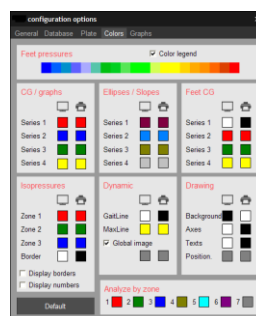 configuration options
General Database Plate Colors Graphs
Feet pressures
Color legend
CG / graphs Ellipses / Slopes Feet CG
Series 1 Series 1 Series 1
Series 2 Series 2 Series 2
Series 3 Series 3 Series 3
Series 4 Series 4 Series 4
Isopressures Dynamic Drawing
Zone 1 GaitLine Background
Zone 2 MaxLine Axes
Zone 3 Global image Texts
Border Position.
Display borders
Display numbers
Analyze by zone
Default
1 2 3 4 5 6 7